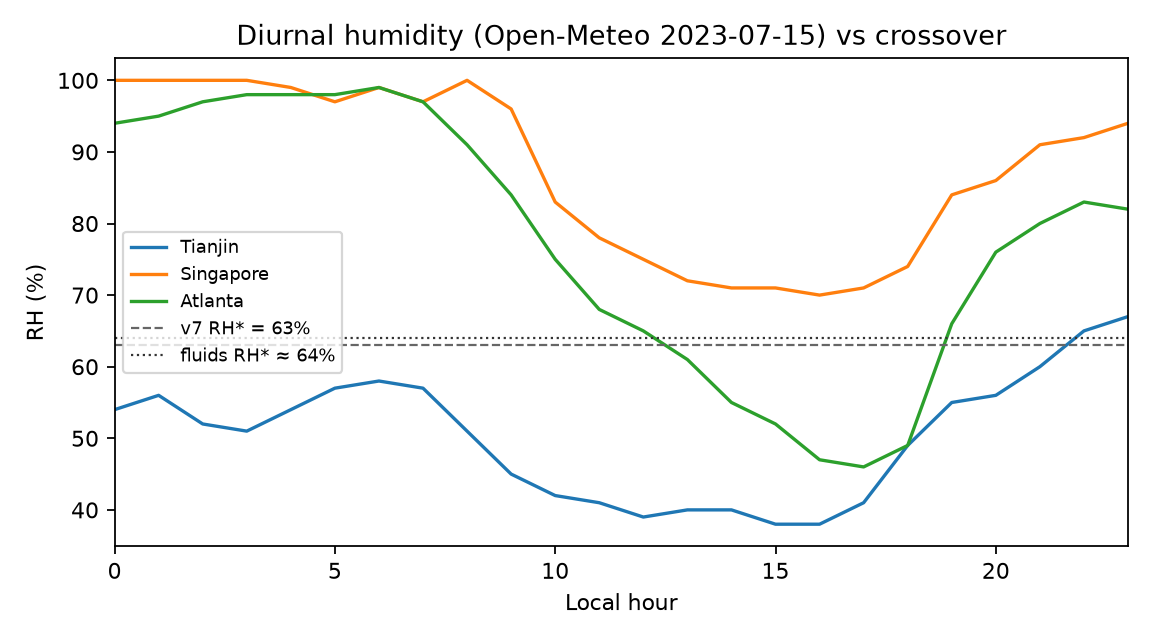 Diurnal humidity (Open-Meteo 2023-07-15) vs crossover
100
90
80
70
60
50
40
RH (%)
Tianjin
Singapore
Atlanta
v7 RH* = 63%
fluids RH* ≈ 64%
0 5 10 15 20
Local hour